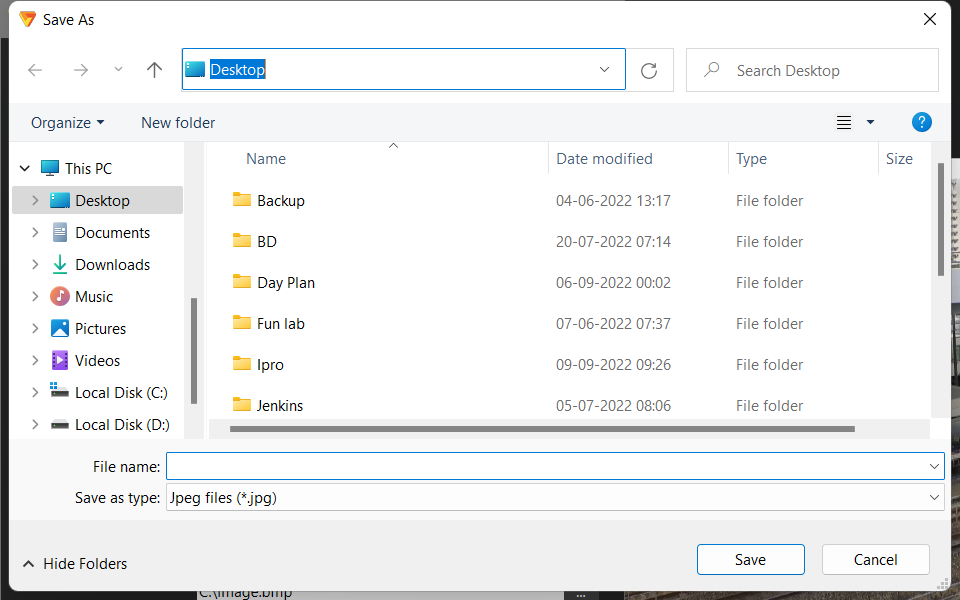 Save As
Desktop
Search Desktop
Organize
New folder
?
This PC
Desktop
Documents
Downloads
Music
Pictures
Videos
Local Disk (C:)
Local Disk (D:)
Name Date modified Type Size
Backup 04-06-2022 13:17 File folder
BD 20-07-2022 07:14 File folder
Day Plan 06-09-2022 00:02 File folder
Fun lab 07-06-2022 07:37 File folder
Ipro 09-09-2022 09:26 File folder
Jenkins 05-07-2022 08:06 File folder
File name:
Save as type: Jpeg files (*.jpg)
Hide Folders
Save
Cancel
C:\image.bmp
...